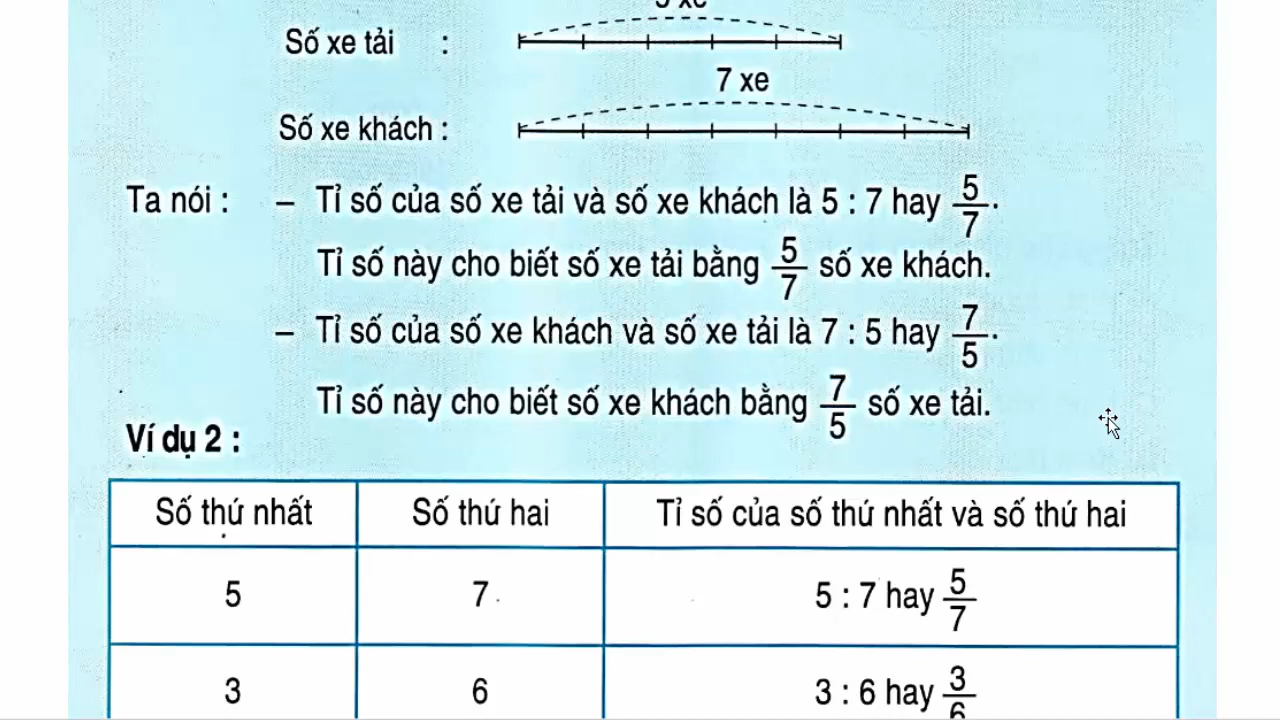 Số xe tải :
7 xe
Số xe khách :
Ta nói : – Tỉ số của số xe tải và số xe khách là 5 : 7 hay 5/7.
Tỉ số này cho biết số xe tải bằng 5/7 số xe khách.
– Tỉ số của số xe khách và số xe tải là 7 : 5 hay 7/5.
Tỉ số này cho biết số xe khách bằng 7/5 số xe tải.
Ví dụ 2 :
Số thứ nhất Số thứ hai Tỉ số của số thứ nhất và số thứ hai
5 7 5 : 7 hay 5/7
3 6 3 : 6 hay 3/6